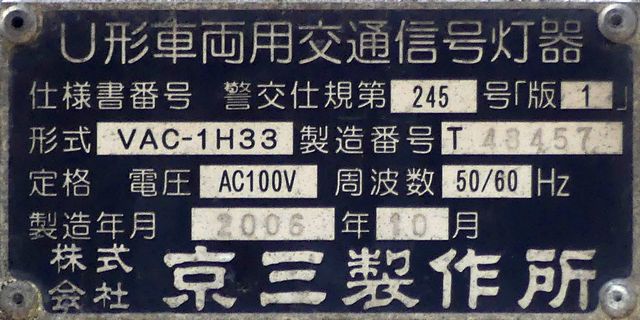 U形車両用交通信号灯器
仕様書番号 警交仕規第 245 号「版 1 」
形式 VAC-1H33 製造番号 T 48457
定格 電圧 AC100V 周波数 50/60 Hz
製造年月 2006 年 10 月
株式会社 京三製作所